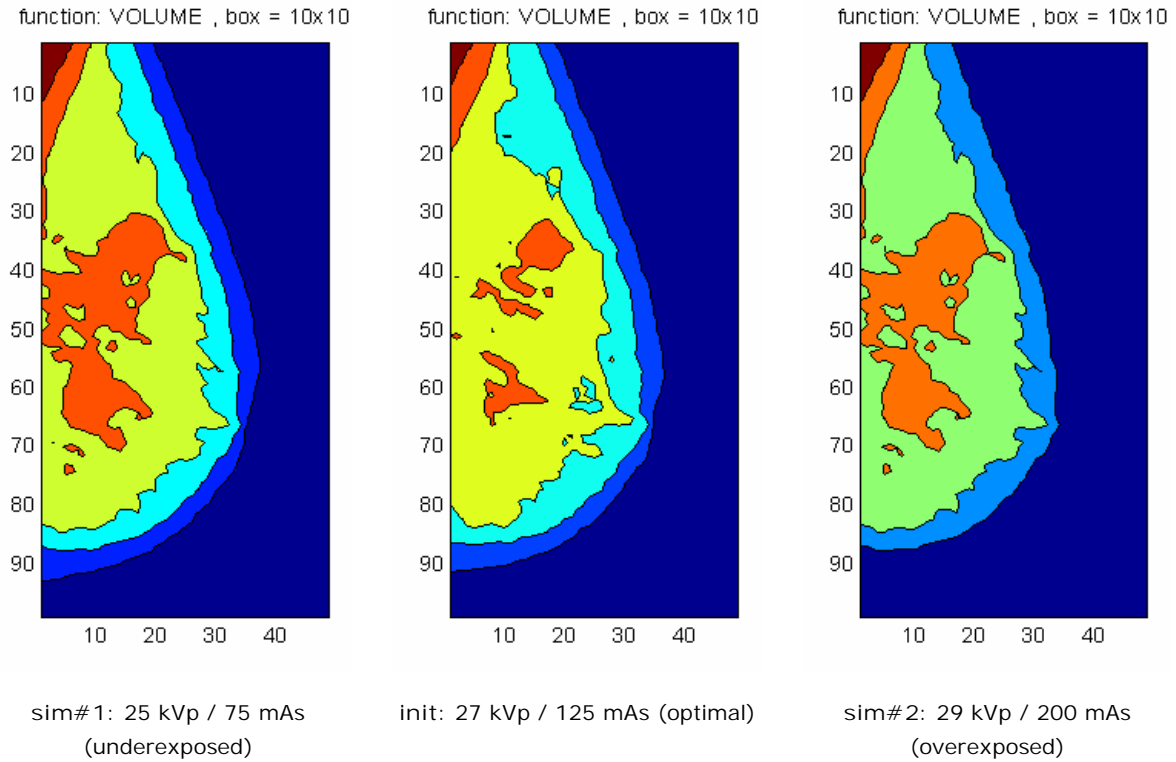 function: VOLUME , box = 10x10
function: VOLUME , box = 10x10
function: VOLUME , box = 10x10
10
20
30
40
50
60
70
80
90
10 20 30 40
10
20
30
40
50
60
70
80
90
10 20 30 40
10
20
30
40
50
60
70
80
90
10 20 30 40
sim#1: 25 kVp / 75 mAs
(underexposed)
init: 27 kVp / 125 mAs (optimal)
sim#2: 29 kVp / 200 mAs
(overexposed)